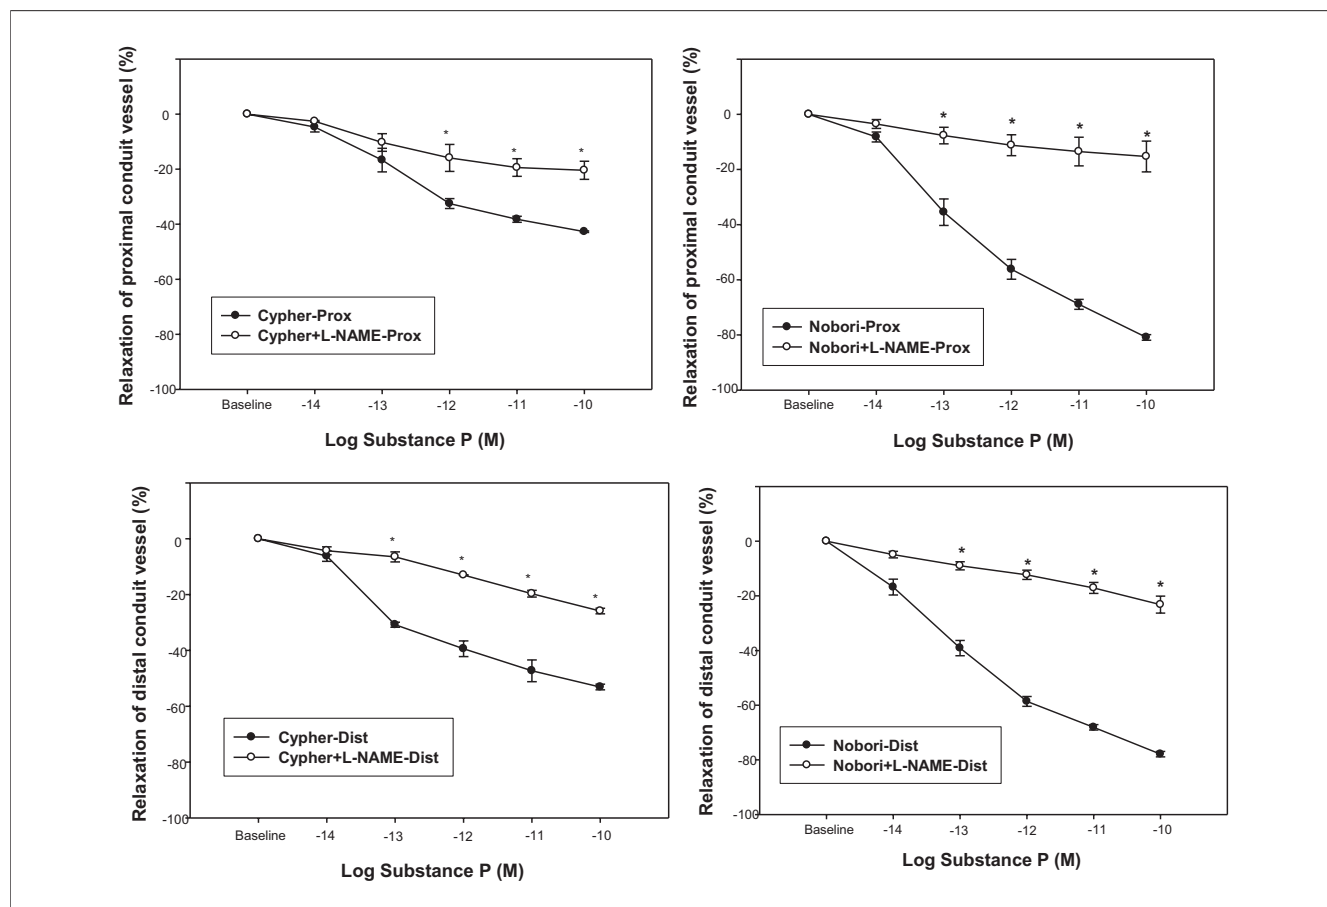 Relaxation of proximal conduit vessel (%)
0
-20
-40
-60
-80
-100
*
*
*
Cypher-Prox
Cypher+L-NAME-Prox
Baseline -14 -13 -12 -11 -10
Log Substance P (M)
Relaxation of proximal conduit vessel (%)
0
-20
-40
-60
-80
-100
*
*
*
*
Nobori-Prox
Nobori+L-NAME-Prox
Baseline -14 -13 -12 -11 -10
Log Substance P (M)
Relaxation of distal conduit vessel (%)
0
-20
-40
-60
-80
-100
*
*
*
*
Cypher-Dist
Cypher+L-NAME-Dist
Baseline -14 -13 -12 -11 -10
Log Substance P (M)
Relaxation of distal conduit vessel (%)
0
-20
-40
-60
-80
-100
*
*
*
*
Nobori-Dist
Nobori+L-NAME-Dist
Baseline -14 -13 -12 -11 -10
Log Substance P (M)